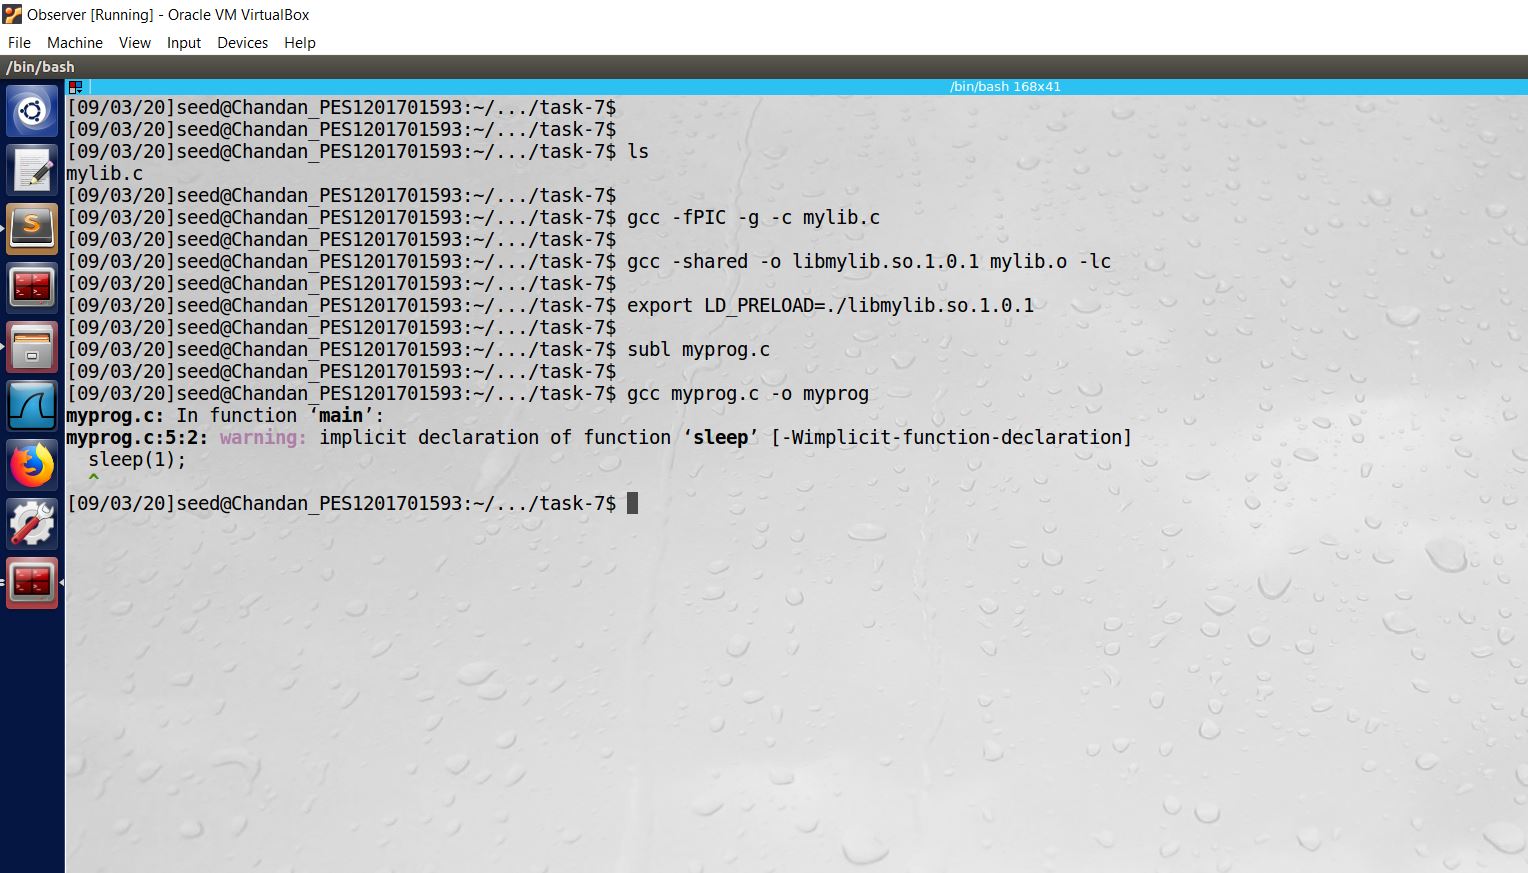 Observer [Running] - Oracle VM VirtualBox
File Machine View Input Devices Help
/bin/bash
/bin/bash 168x41
[09/03/20]seed@Chandan_PES1201701593:~/.../task-7$
[09/03/20]seed@Chandan_PES1201701593:~/.../task-7$
[09/03/20]seed@Chandan_PES1201701593:~/.../task-7$ ls
mylib.c
[09/03/20]seed@Chandan_PES1201701593:~/.../task-7$
[09/03/20]seed@Chandan_PES1201701593:~/.../task-7$ gcc -fPIC -g -c mylib.c
[09/03/20]seed@Chandan_PES1201701593:~/.../task-7$
[09/03/20]seed@Chandan_PES1201701593:~/.../task-7$ gcc -shared -o libmylib.so.1.0.1 mylib.o -lc
[09/03/20]seed@Chandan_PES1201701593:~/.../task-7$
[09/03/20]seed@Chandan_PES1201701593:~/.../task-7$ export LD_PRELOAD=./libmylib.so.1.0.1
[09/03/20]seed@Chandan_PES1201701593:~/.../task-7$
[09/03/20]seed@Chandan_PES1201701593:~/.../task-7$ subl myprog.c
[09/03/20]seed@Chandan_PES1201701593:~/.../task-7$
[09/03/20]seed@Chandan_PES1201701593:~/.../task-7$ gcc myprog.c -o myprog
myprog.c: In function ‘main’:
myprog.c:5:2: warning: implicit declaration of function ‘sleep’ [-Wimplicit-function-declaration]
  sleep(1);
  ^
[09/03/20]seed@Chandan_PES1201701593:~/.../task-7$